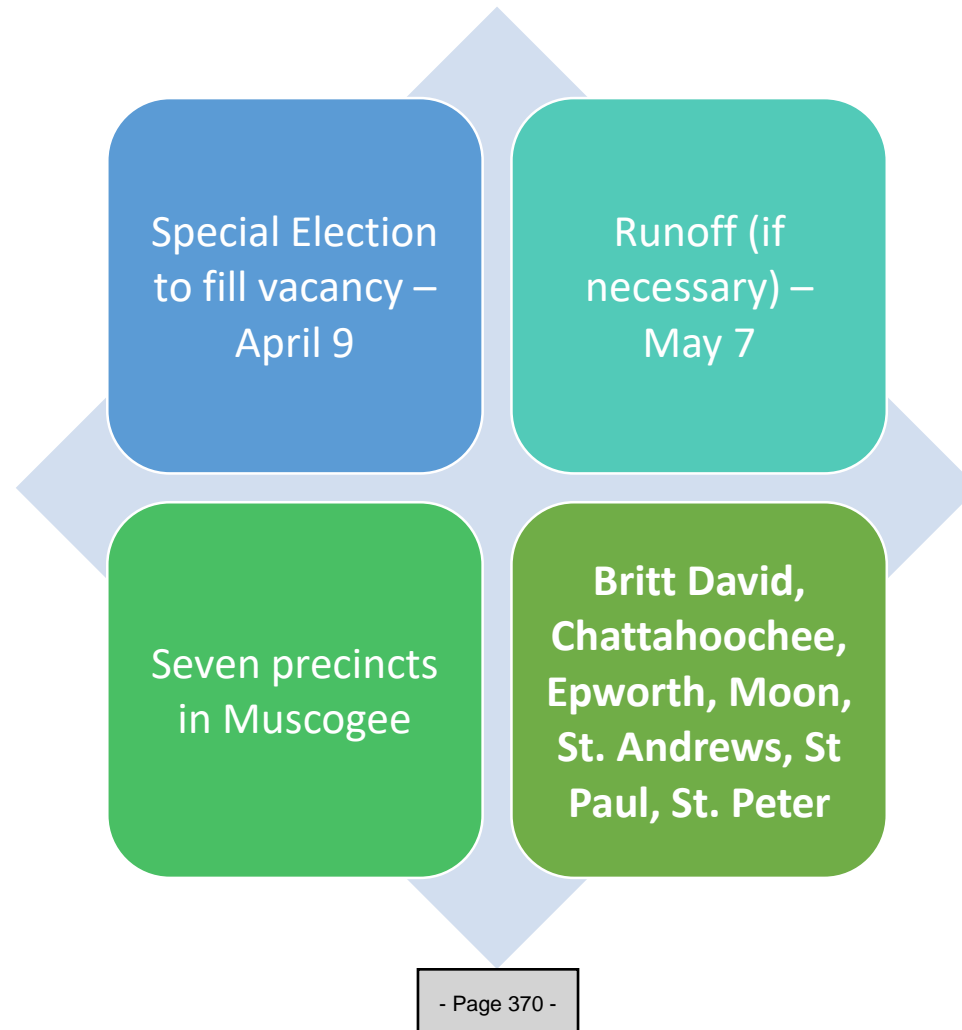 Special Election
to fill vacancy –
April 9
Runoff (if
necessary) –
May 7
Seven precincts
in Muscogee
Britt David,
Chattahoochee,
Epworth, Moon,
St. Andrews, St
Paul, St. Peter
- Page 370 -